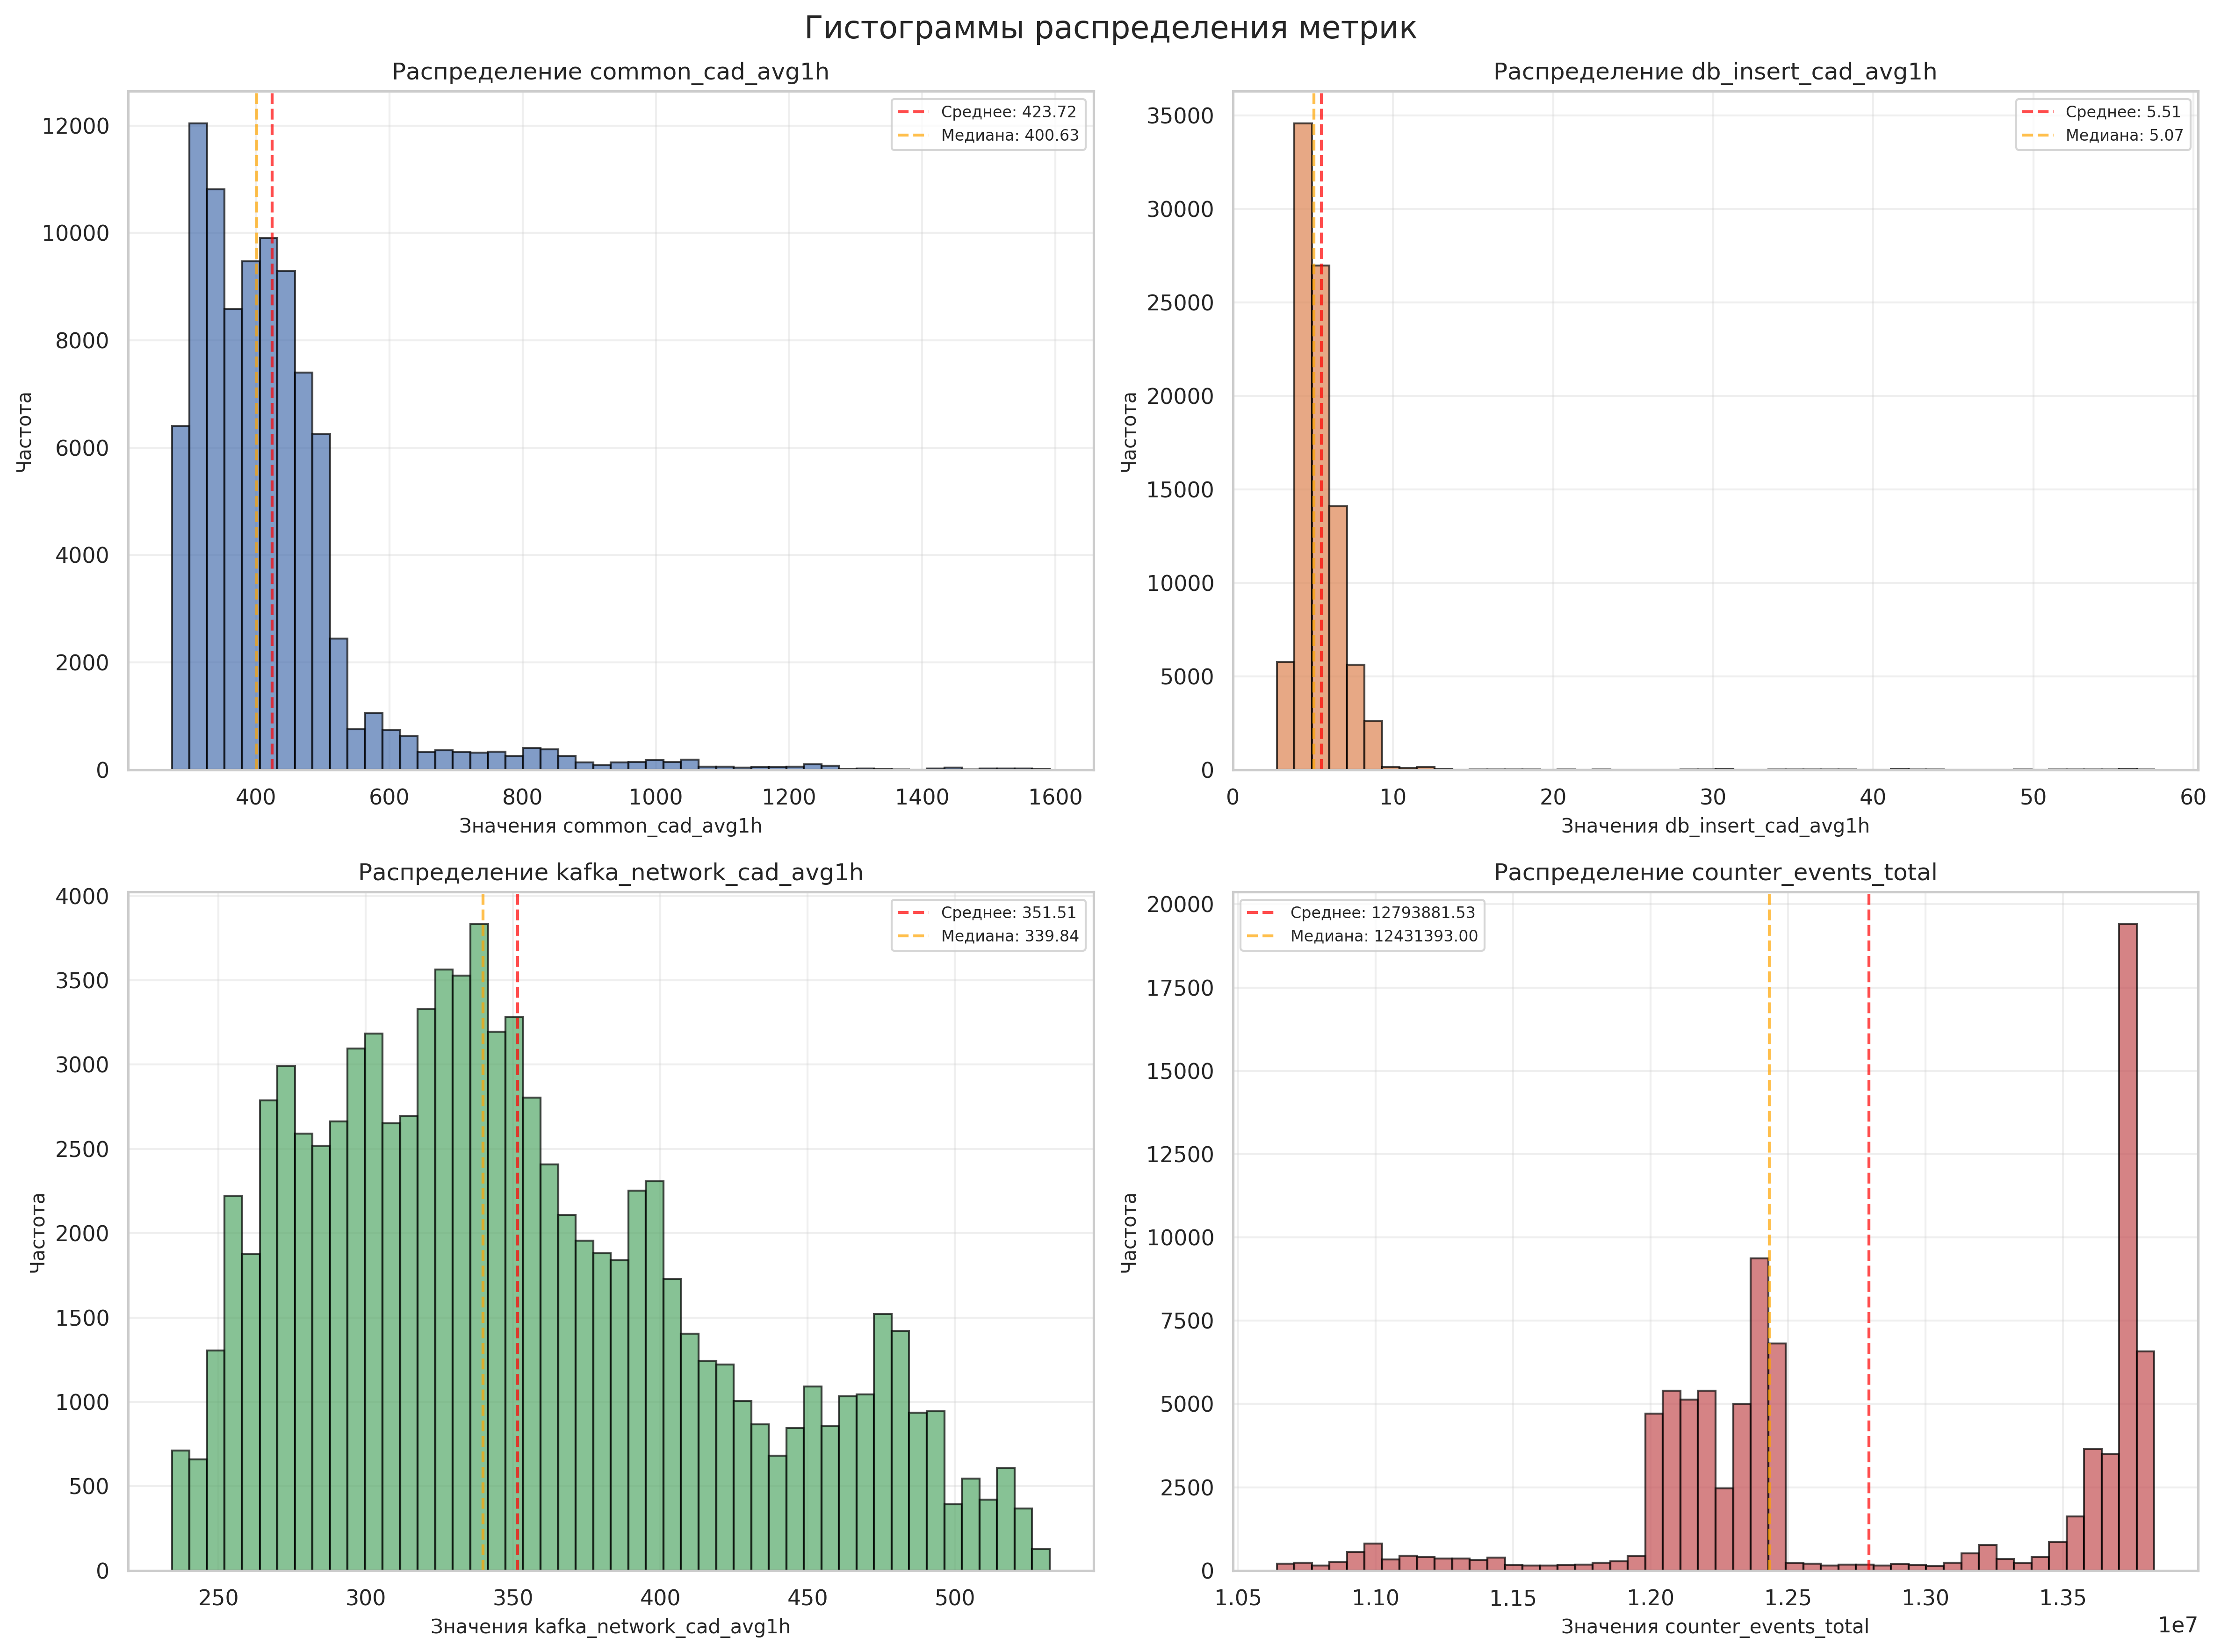 Гистограммы распределения метрик
Распределение common_cad_avg1h
Среднее: 423.72
Медиана: 400.63
Частота
12000
10000
8000
6000
4000
2000
0
400 600 800 1000 1200 1400 1600
Значения common_cad_avg1h
Распределение db_insert_cad_avg1h
Среднее: 5.51
Медиана: 5.07
Частота
35000
30000
25000
20000
15000
10000
5000
0
0 10 20 30 40 50 60
Значения db_insert_cad_avg1h
Распределение kafka_network_cad_avg1h
Среднее: 351.51
Медиана: 339.84
Частота
4000
3500
3000
2500
2000
1500
1000
500
0
250 300 350 400 450 500
Значения kafka_network_cad_avg1h
Распределение counter_events_total
Среднее: 12793881.53
Медиана: 12431393.00
Частота
20000
17500
15000
12500
10000
7500
5000
2500
0
1.05 1.10 1.15 1.20 1.25 1.30 1.35
1e7
Значения counter_events_total